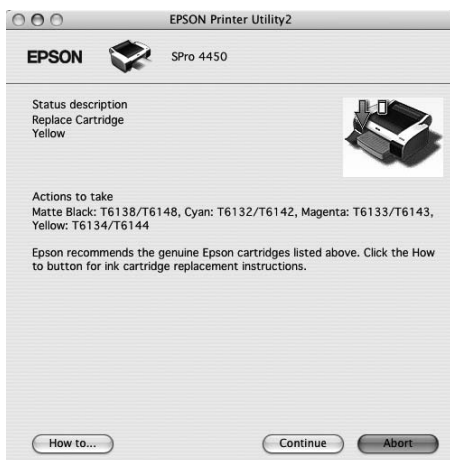 EPSON Printer Utility2
EPSON
SPro 4450
Status description
Replace Cartridge
Yellow
Actions to take
Matte Black: T6138/T6148, Cyan: T6132/T6142, Magenta: T6133/T6143,
Yellow: T6134/T6144
Epson recommends the genuine Epson cartridges listed above. Click the How
to button for ink cartridge replacement instructions.
How to...
Continue
Abort